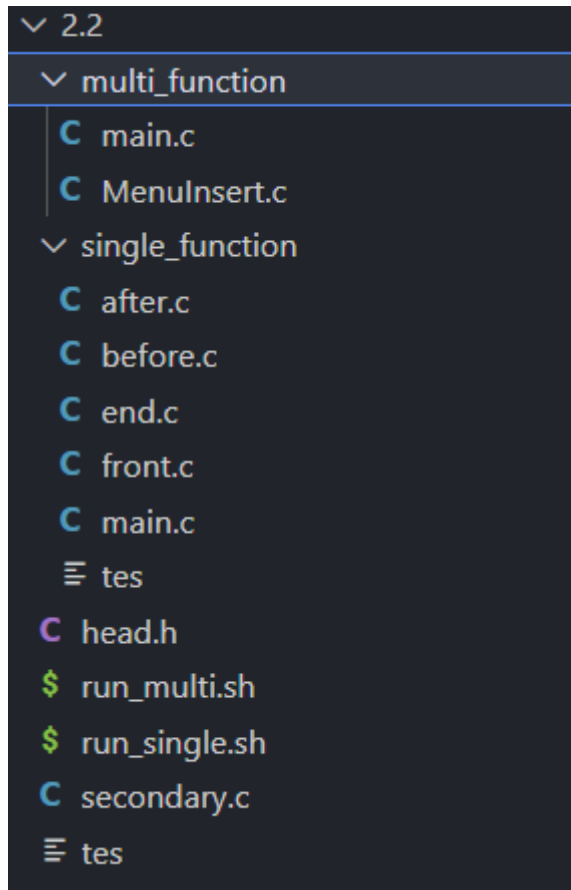 2.2
multi_function
C main.c
C MenuInsert.c
single_function
C after.c
C before.c
C end.c
C front.c
C main.c
tes
C head.h
$ run_multi.sh
$ run_single.sh
C secondary.c
tes